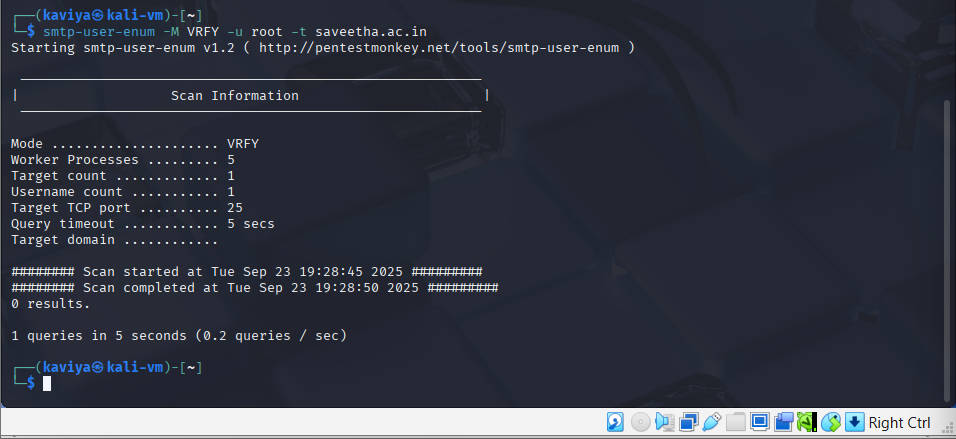 ┌──(kaviya㉿kali-vm)-[~]
└─$ smtp-user-enum -M VRFY -u root -t saveetha.ac.in
Starting smtp-user-enum v1.2 ( http://pentestmonkey.net/tools/smtp-user-enum )
| Scan Information |
Mode ..................... VRFY
Worker Processes ......... 5
Target count ............. 1
Username count ........... 1
Target TCP port .......... 25
Query timeout ............ 5 secs
Target domain ............
######## Scan started at Tue Sep 23 19:28:45 2025 #########
######## Scan completed at Tue Sep 23 19:28:50 2025 #########
0 results.
1 queries in 5 seconds (0.2 queries / sec)
┌──(kaviya㉿kali-vm)-[~]
└─$
Right Ctrl